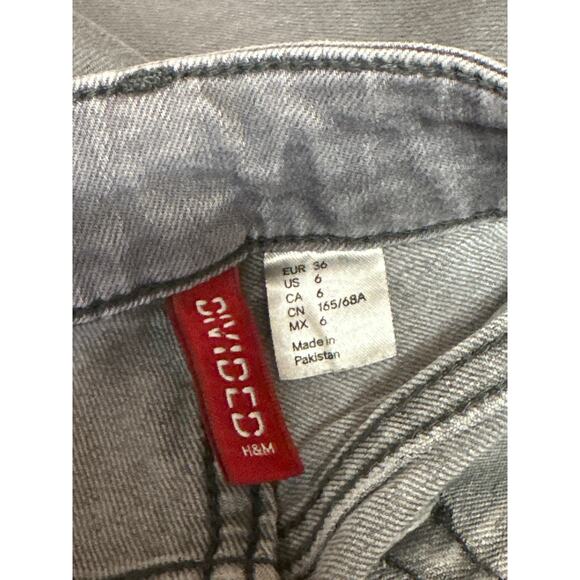 DIVIDED
H&M
EUR 36
US 6
CA 6
CN 165/68A
MX 6
Made in
Pakistan